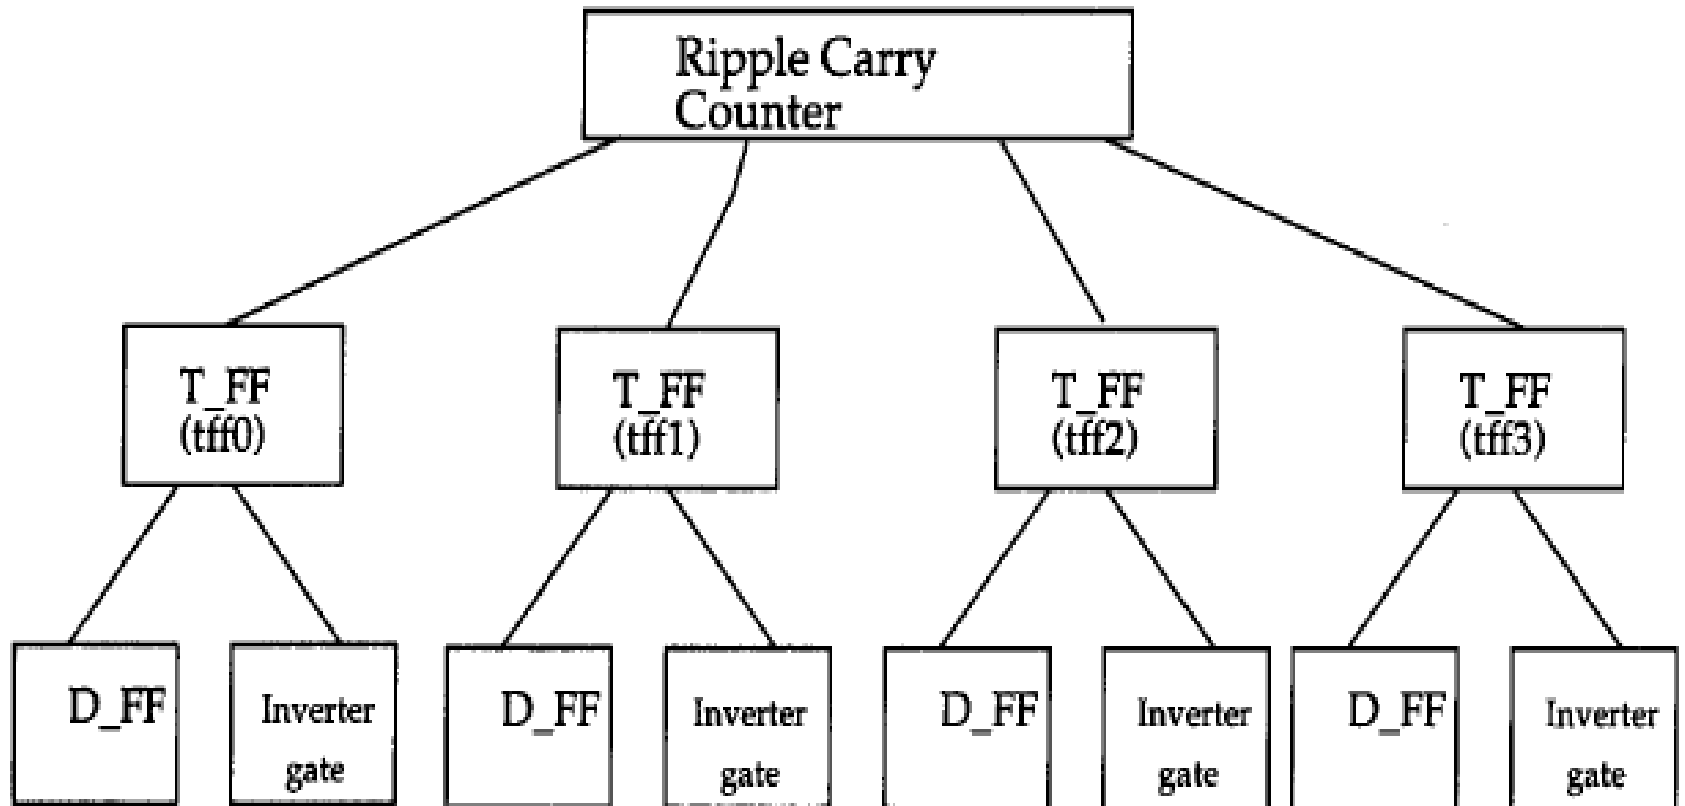 Ripple Carry
Counter
T_FF
(tff0)
T_FF
(tff1)
T_FF
(tff2)
T_FF
(tff3)
D_FF
Inverter
gate
D_FF
Inverter
gate
D_FF
Inverter
gate
D_FF
Inverter
gate